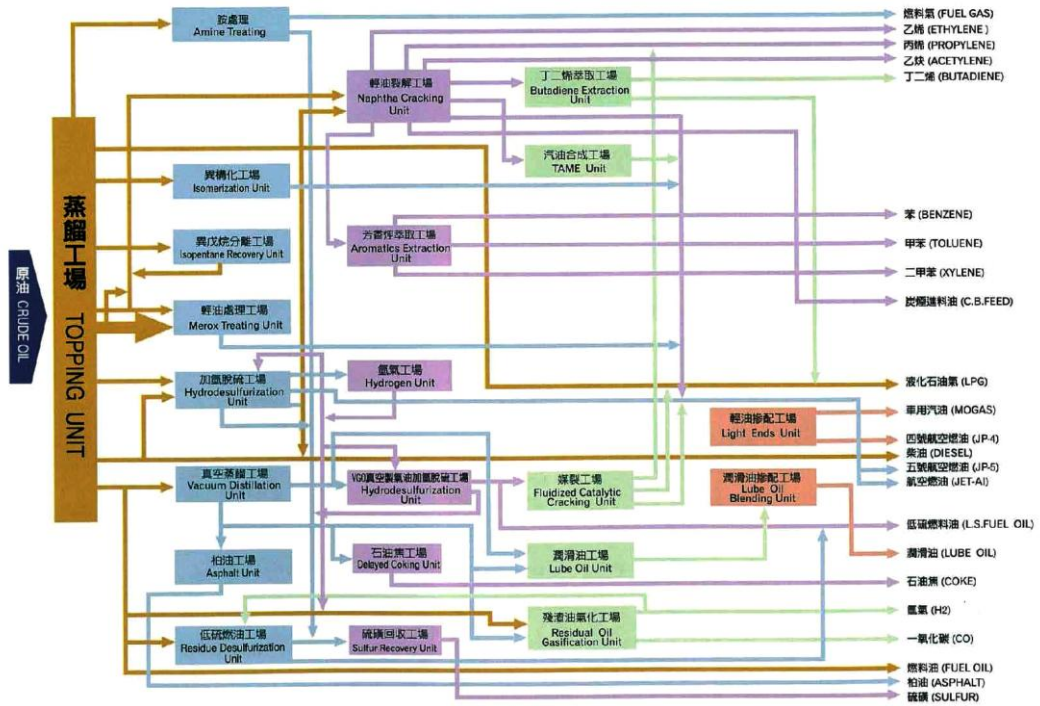 胺處理
Amine Treating
輕油裂解工場
Naphtha Cracking
Unit
丁二烯萃取工場
Butadiene Extraction
Unit
汽油合成工場
TAME Unit
異構化工場
Isomerization Unit
異戊烷分離工場
Isopentane Recovery Unit
芳香烴萃取工場
Aromatics Extraction
Unit
輕油處理工場
Merox Treating Unit
原油 CRUDE OIL
蒸餾工場 TOPPING UNIT
加氫脫硫工場
Hydrodesulfurization
Unit
氫氣工場
Hydrogen Unit
輕油摻配工場
Light Ends Unit
真空蒸餾工場
Vacuum Distillation
Unit
VGO真空製氣油加氫脫硫工場
Hydrodesulfurization
Unit
媒裂工場
Fluidized Catalytic
Cracking Unit
潤滑油摻配工場
Lube Oil
Blending Unit
柏油工場
Asphalt Unit
石油焦工場
Delayed Coking Unit
潤滑油工場
Lube Oil Unit
低硫燃油工場
Residue Desulfurization
Unit
硫磺回收工場
Sulfur Recovery Unit
殘渣油氣化工場
Residual Oil
Gasification Unit
燃料氣 (FUEL GAS)
乙烯 (ETHYLENE )
丙烯 (PROPYLENE)
乙炔 (ACETYLENE)
丁二烯 (BUTADIENE)
苯 (BENZENE)
甲苯 (TOLUENE)
二甲苯 (XYLENE)
炭煙進料油 (C.B.FEED)
液化石油氣 (LPG)
車用汽油 (MOGAS)
四號航空燃油 (JP-4)
柴油 (DIESEL)
五號航空燃油 (JP-5)
航空燃油 (JET-AI)
低硫燃料油 (L.S.FUEL OIL)
潤滑油 (LUBE OIL)
石油焦 (COKE)
氫氣 (H2)
一氧化碳 (CO)
燃料油 (FUEL OIL)
柏油 (ASPHALT)
硫磺 (SULFUR)